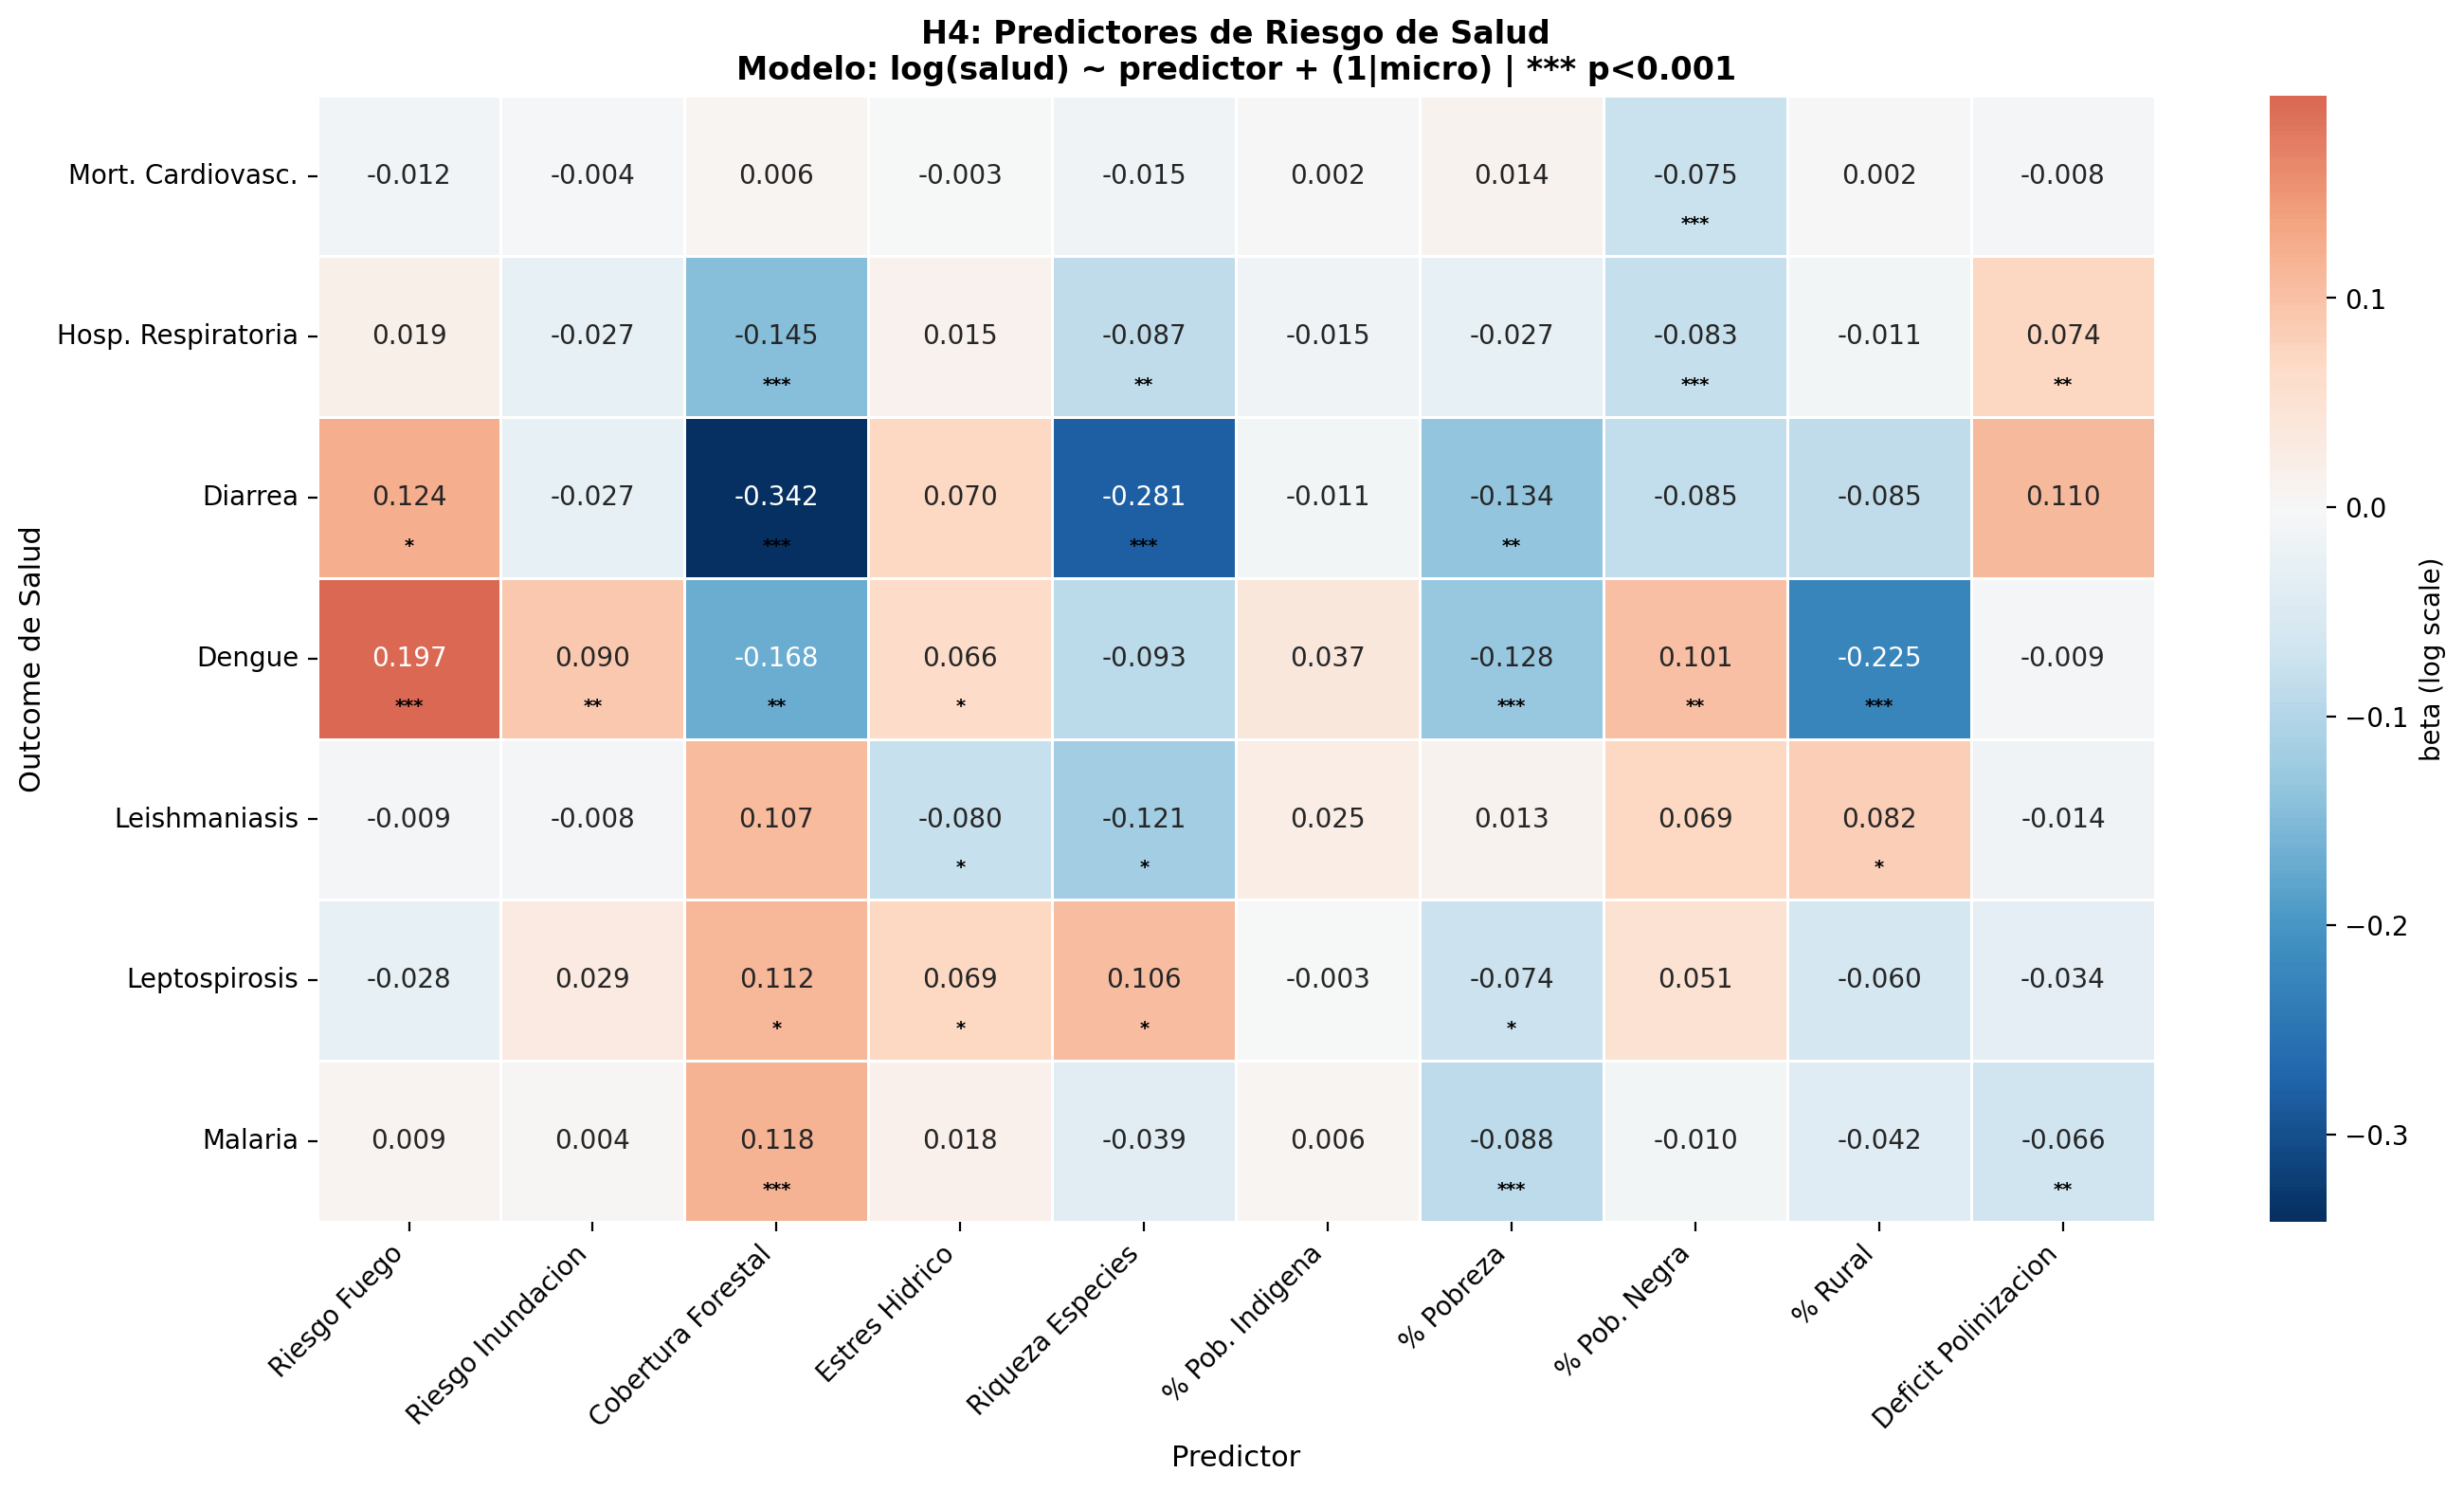 H4: Predictores de Riesgo de Salud
Modelo: log(salud) ~ predictor + (1|micro) | *** p<0.001
Outcome de Salud
Mort. Cardiovasc. -0.012 -0.004 0.006 -0.003 -0.015 0.002 0.014 -0.075 0.002 -0.008
***
Hosp. Respiratoria 0.019 -0.027 -0.145 0.015 -0.087 -0.015 -0.027 -0.083 -0.011 0.074
*** ** *** **
Diarrea 0.124 -0.027 -0.342 0.070 -0.281 -0.011 -0.134 -0.085 -0.085 0.110
* *** *** **
Dengue 0.197 0.090 -0.168 0.066 -0.093 0.037 -0.128 0.101 -0.225 -0.009
*** ** ** * *** ** ***
Leishmaniasis -0.009 -0.008 0.107 -0.080 -0.121 0.025 0.013 0.069 0.082 -0.014
* * *
Leptospirosis -0.028 0.029 0.112 0.069 0.106 -0.003 -0.074 0.051 -0.060 -0.034
* * * *
Malaria 0.009 0.004 0.118 0.018 -0.039 0.006 -0.088 -0.010 -0.042 -0.066
*** *** **
Riesgo Fuego
Riesgo Inundacion
Cobertura Forestal
Estres Hidrico
Riqueza Especies
% Pob. Indigena
% Pobreza
% Pob. Negra
% Rural
Deficit Polinizacion
Predictor
0.1
0.0
−0.1
−0.2
−0.3
beta (log scale)